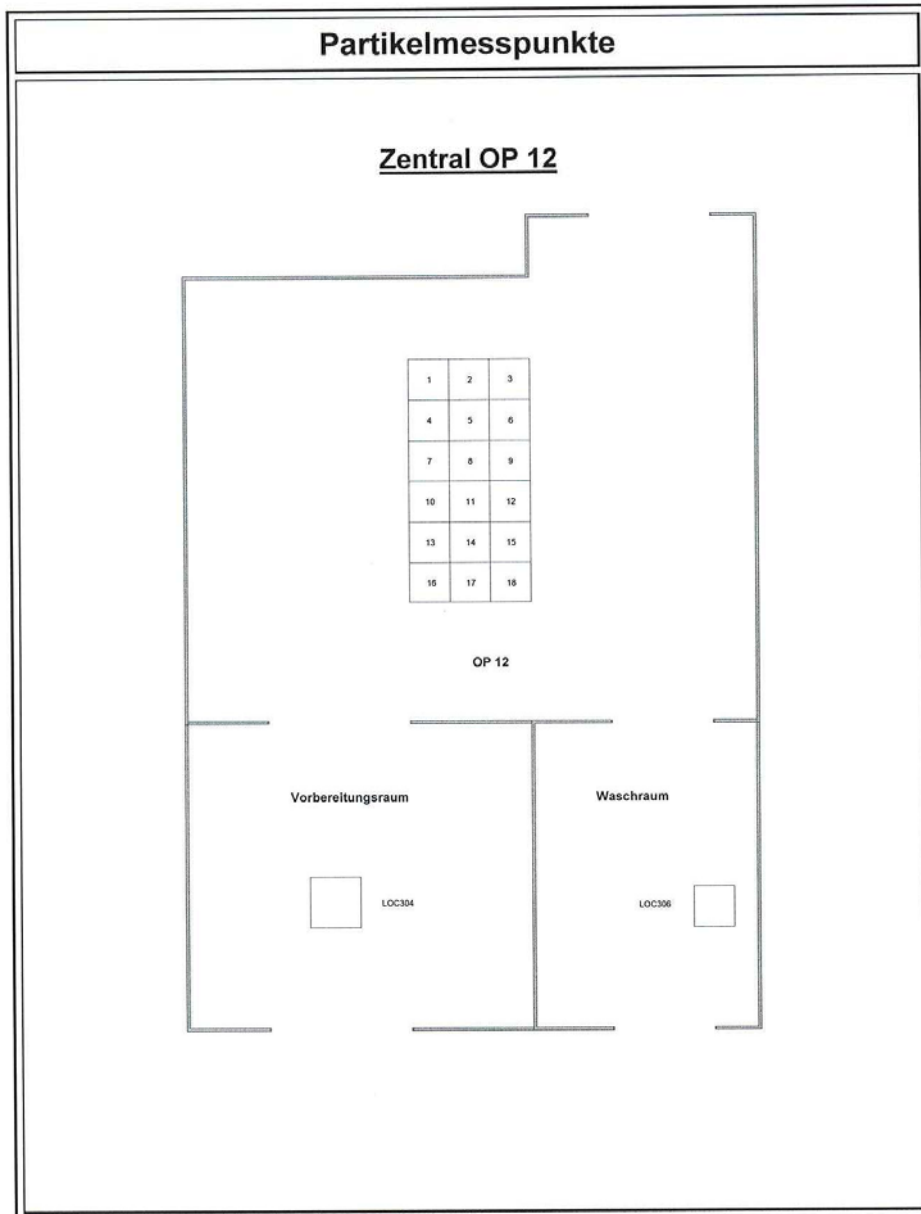 Partikelmesspunkte
Zentral OP 12
1 2 3
4 5 6
7 8 9
10 11 12
13 14 15
16 17 18
OP 12
Vorbereitungsraum Waschraum
LOC304 LOC306